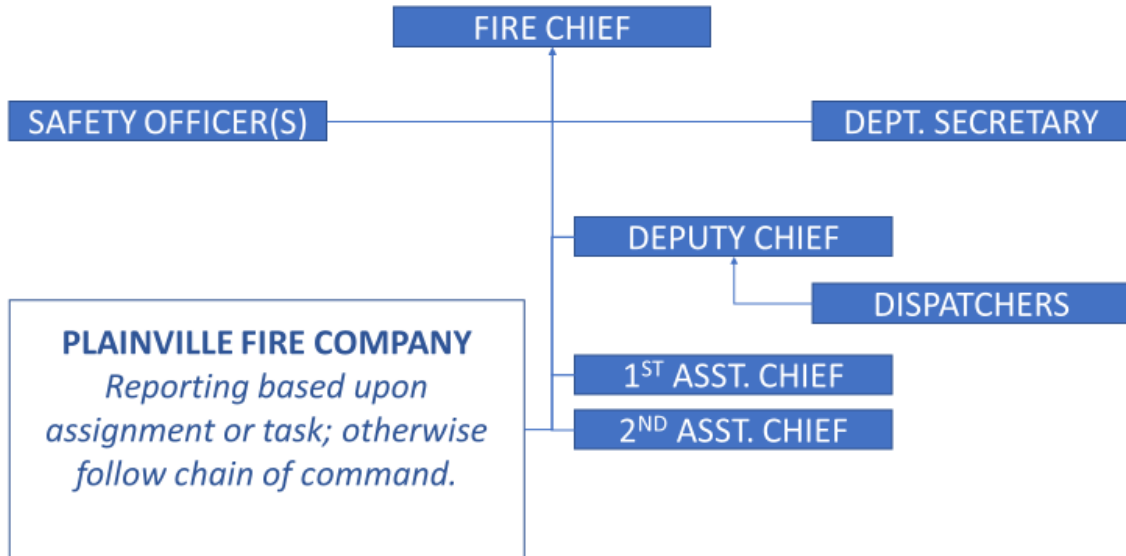 FIRE CHIEF
SAFETY OFFICER(S)
DEPT. SECRETARY
DEPUTY CHIEF
DISPATCHERS
PLAINVILLE FIRE COMPANY
Reporting based upon
assignment or task; otherwise
follow chain of command.
1ST ASST. CHIEF
2ND ASST. CHIEF